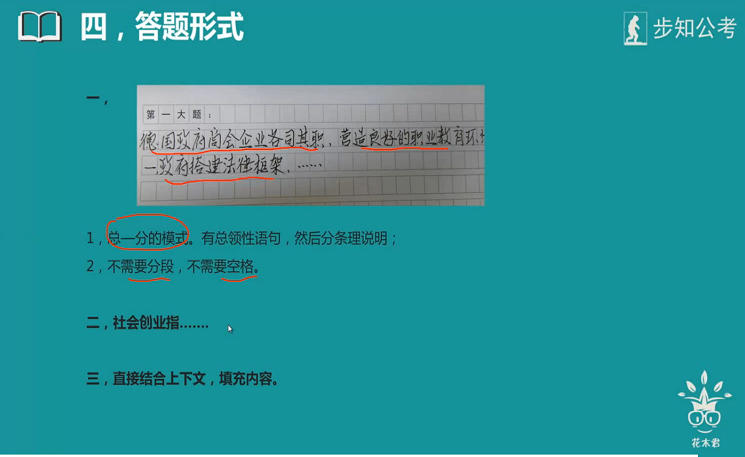 四，答题形式
步知公考
一，
第一大题：
德国政府商会企业各司其职、营造良好的职业教育环
一政府搭建法律框架、……
1，总—分的模式。有总领性语句，然后分条理说明；
2，不需要分段，不需要空格。
二，社会创业指.......
三，直接结合上下文，填充内容。
花木君